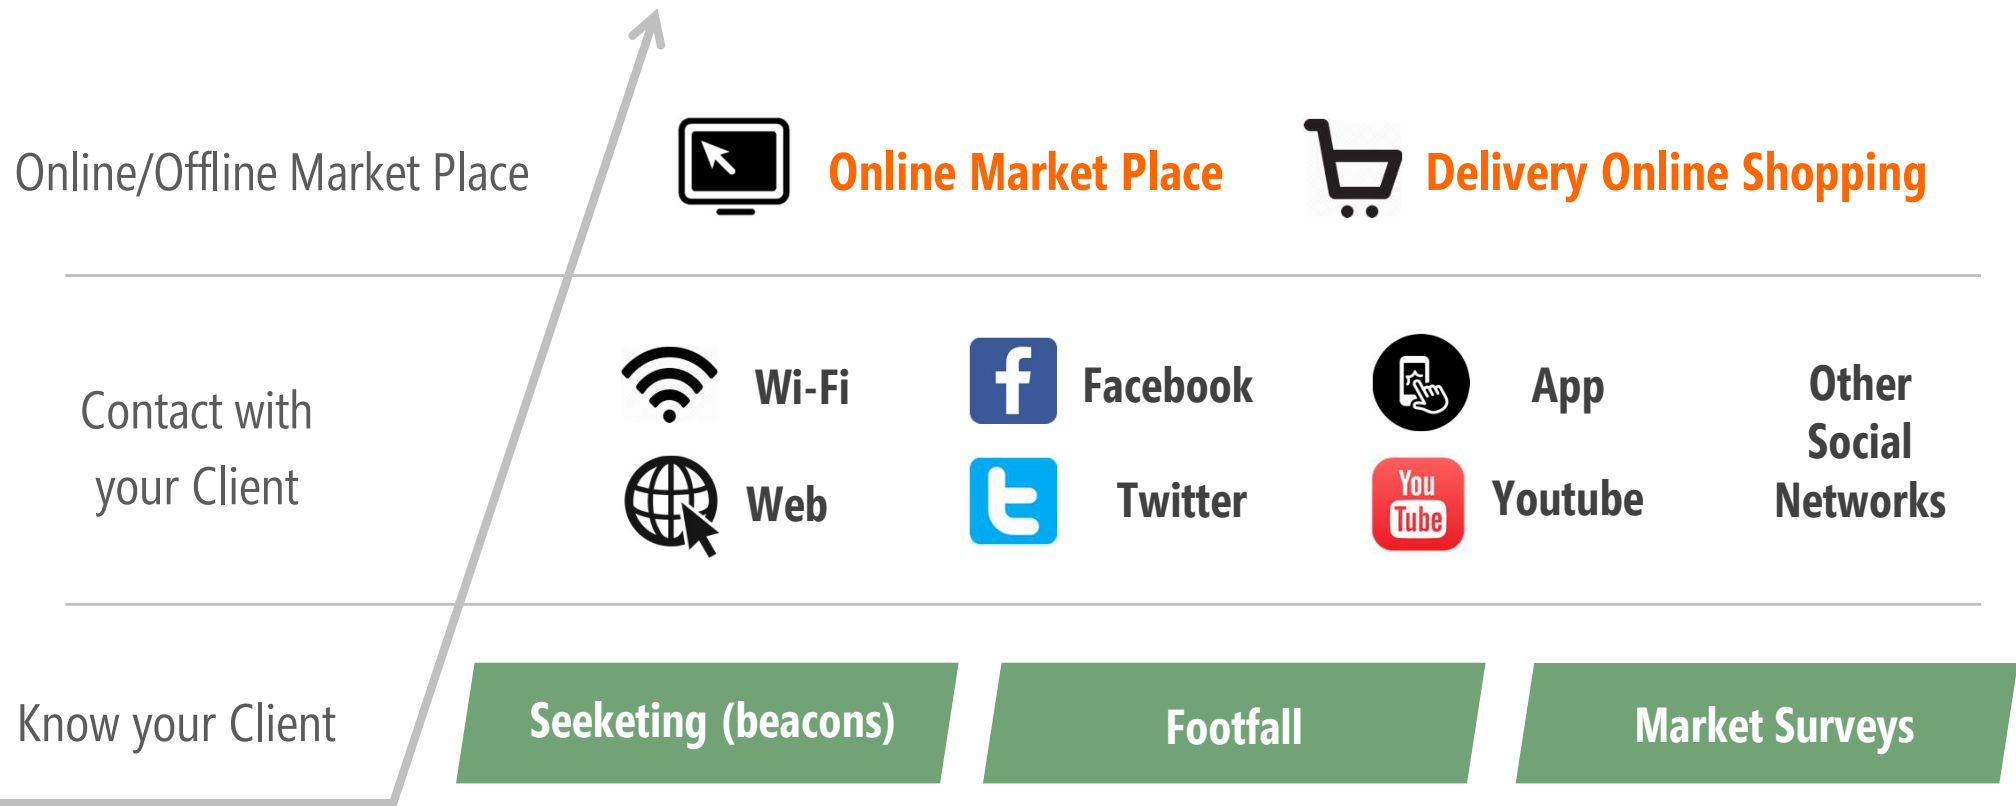 Online/Offline Market Place
Online Market Place
Delivery Online Shopping
Contact with
your Client
Wi-Fi
Facebook
App
Other
Social
Networks
Web
Twitter
You
Tube
Youtube
Know your Client
Seeketing (beacons)
Footfall
Market Surveys